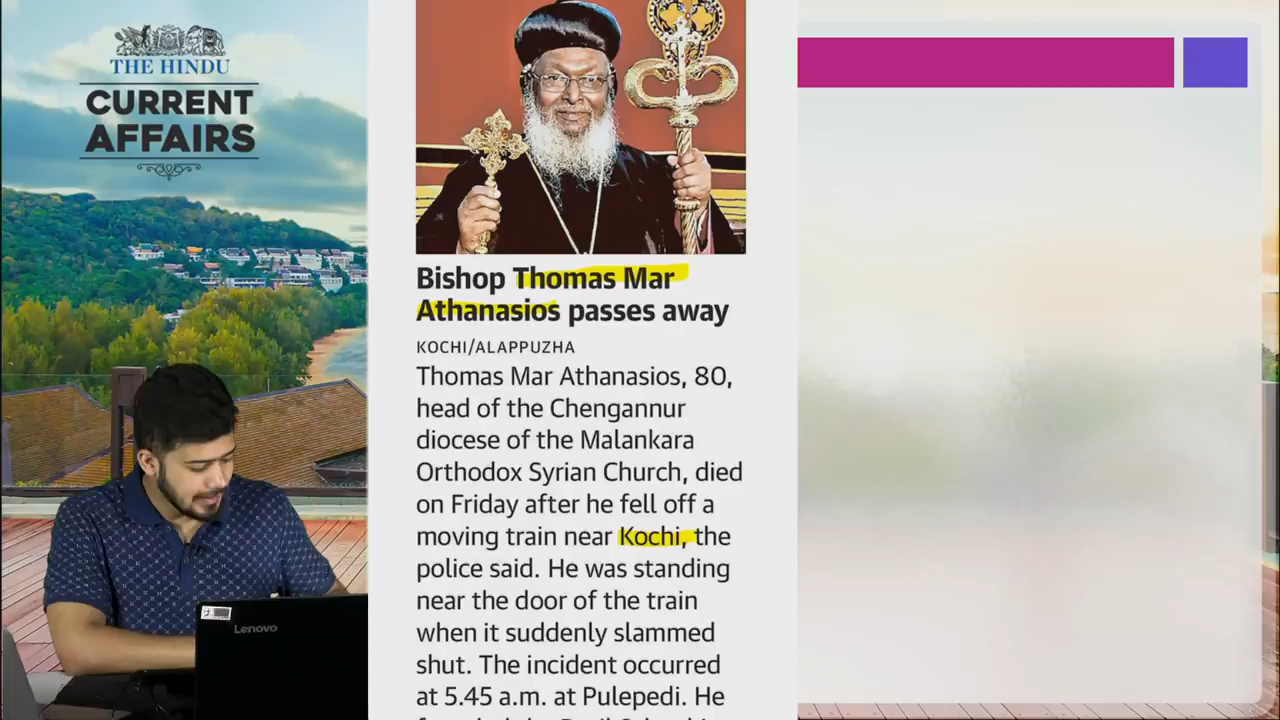 THE HINDU
CURRENT
AFFAIRS
Bishop Thomas Mar
Athanasios passes away
KOCHI/ALAPPUZHA
Thomas Mar Athanasios, 80,
head of the Chengannur
diocese of the Malankara
Orthodox Syrian Church, died
on Friday after he fell off a
moving train near Kochi, the
police said. He was standing
near the door of the train
when it suddenly slammed
shut. The incident occurred
at 5.45 a.m. at Pulepedi. He
Lenovo